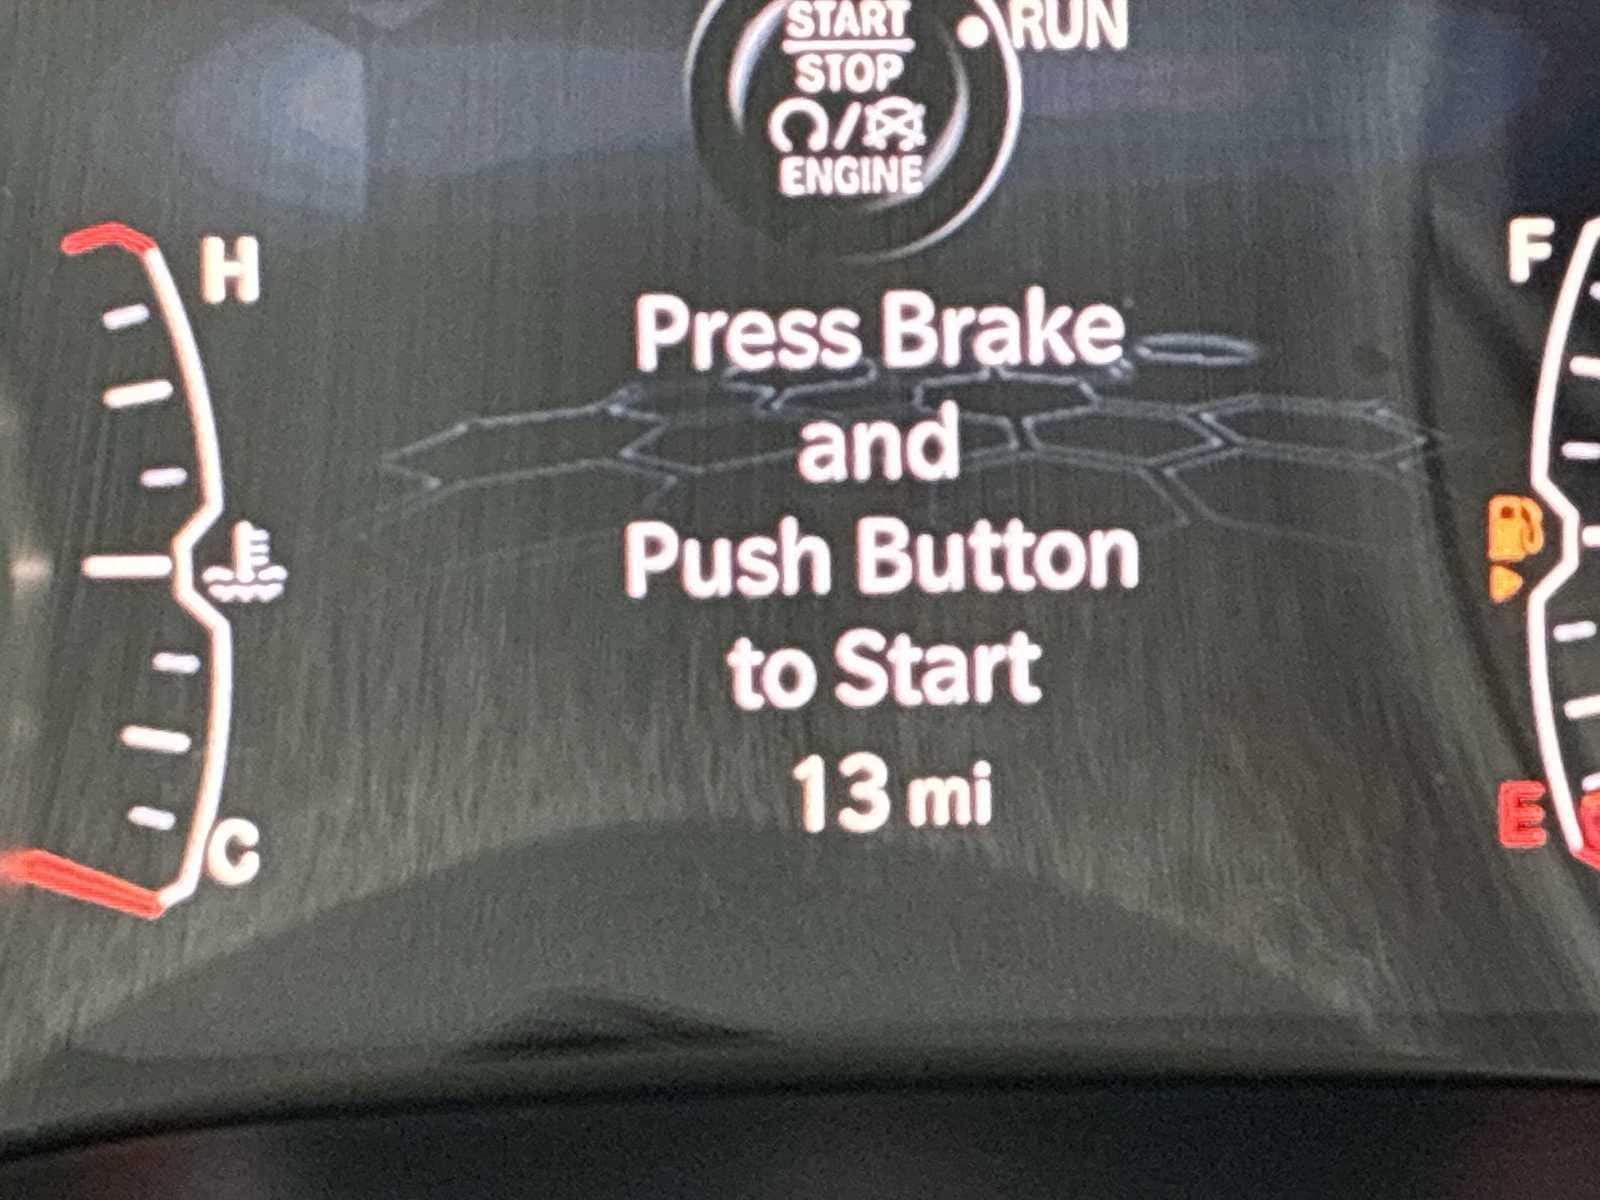 START
RUN
STOP
ENGINE
H
F
Press Brake
and
Push Button
to Start
13 mi
E
C